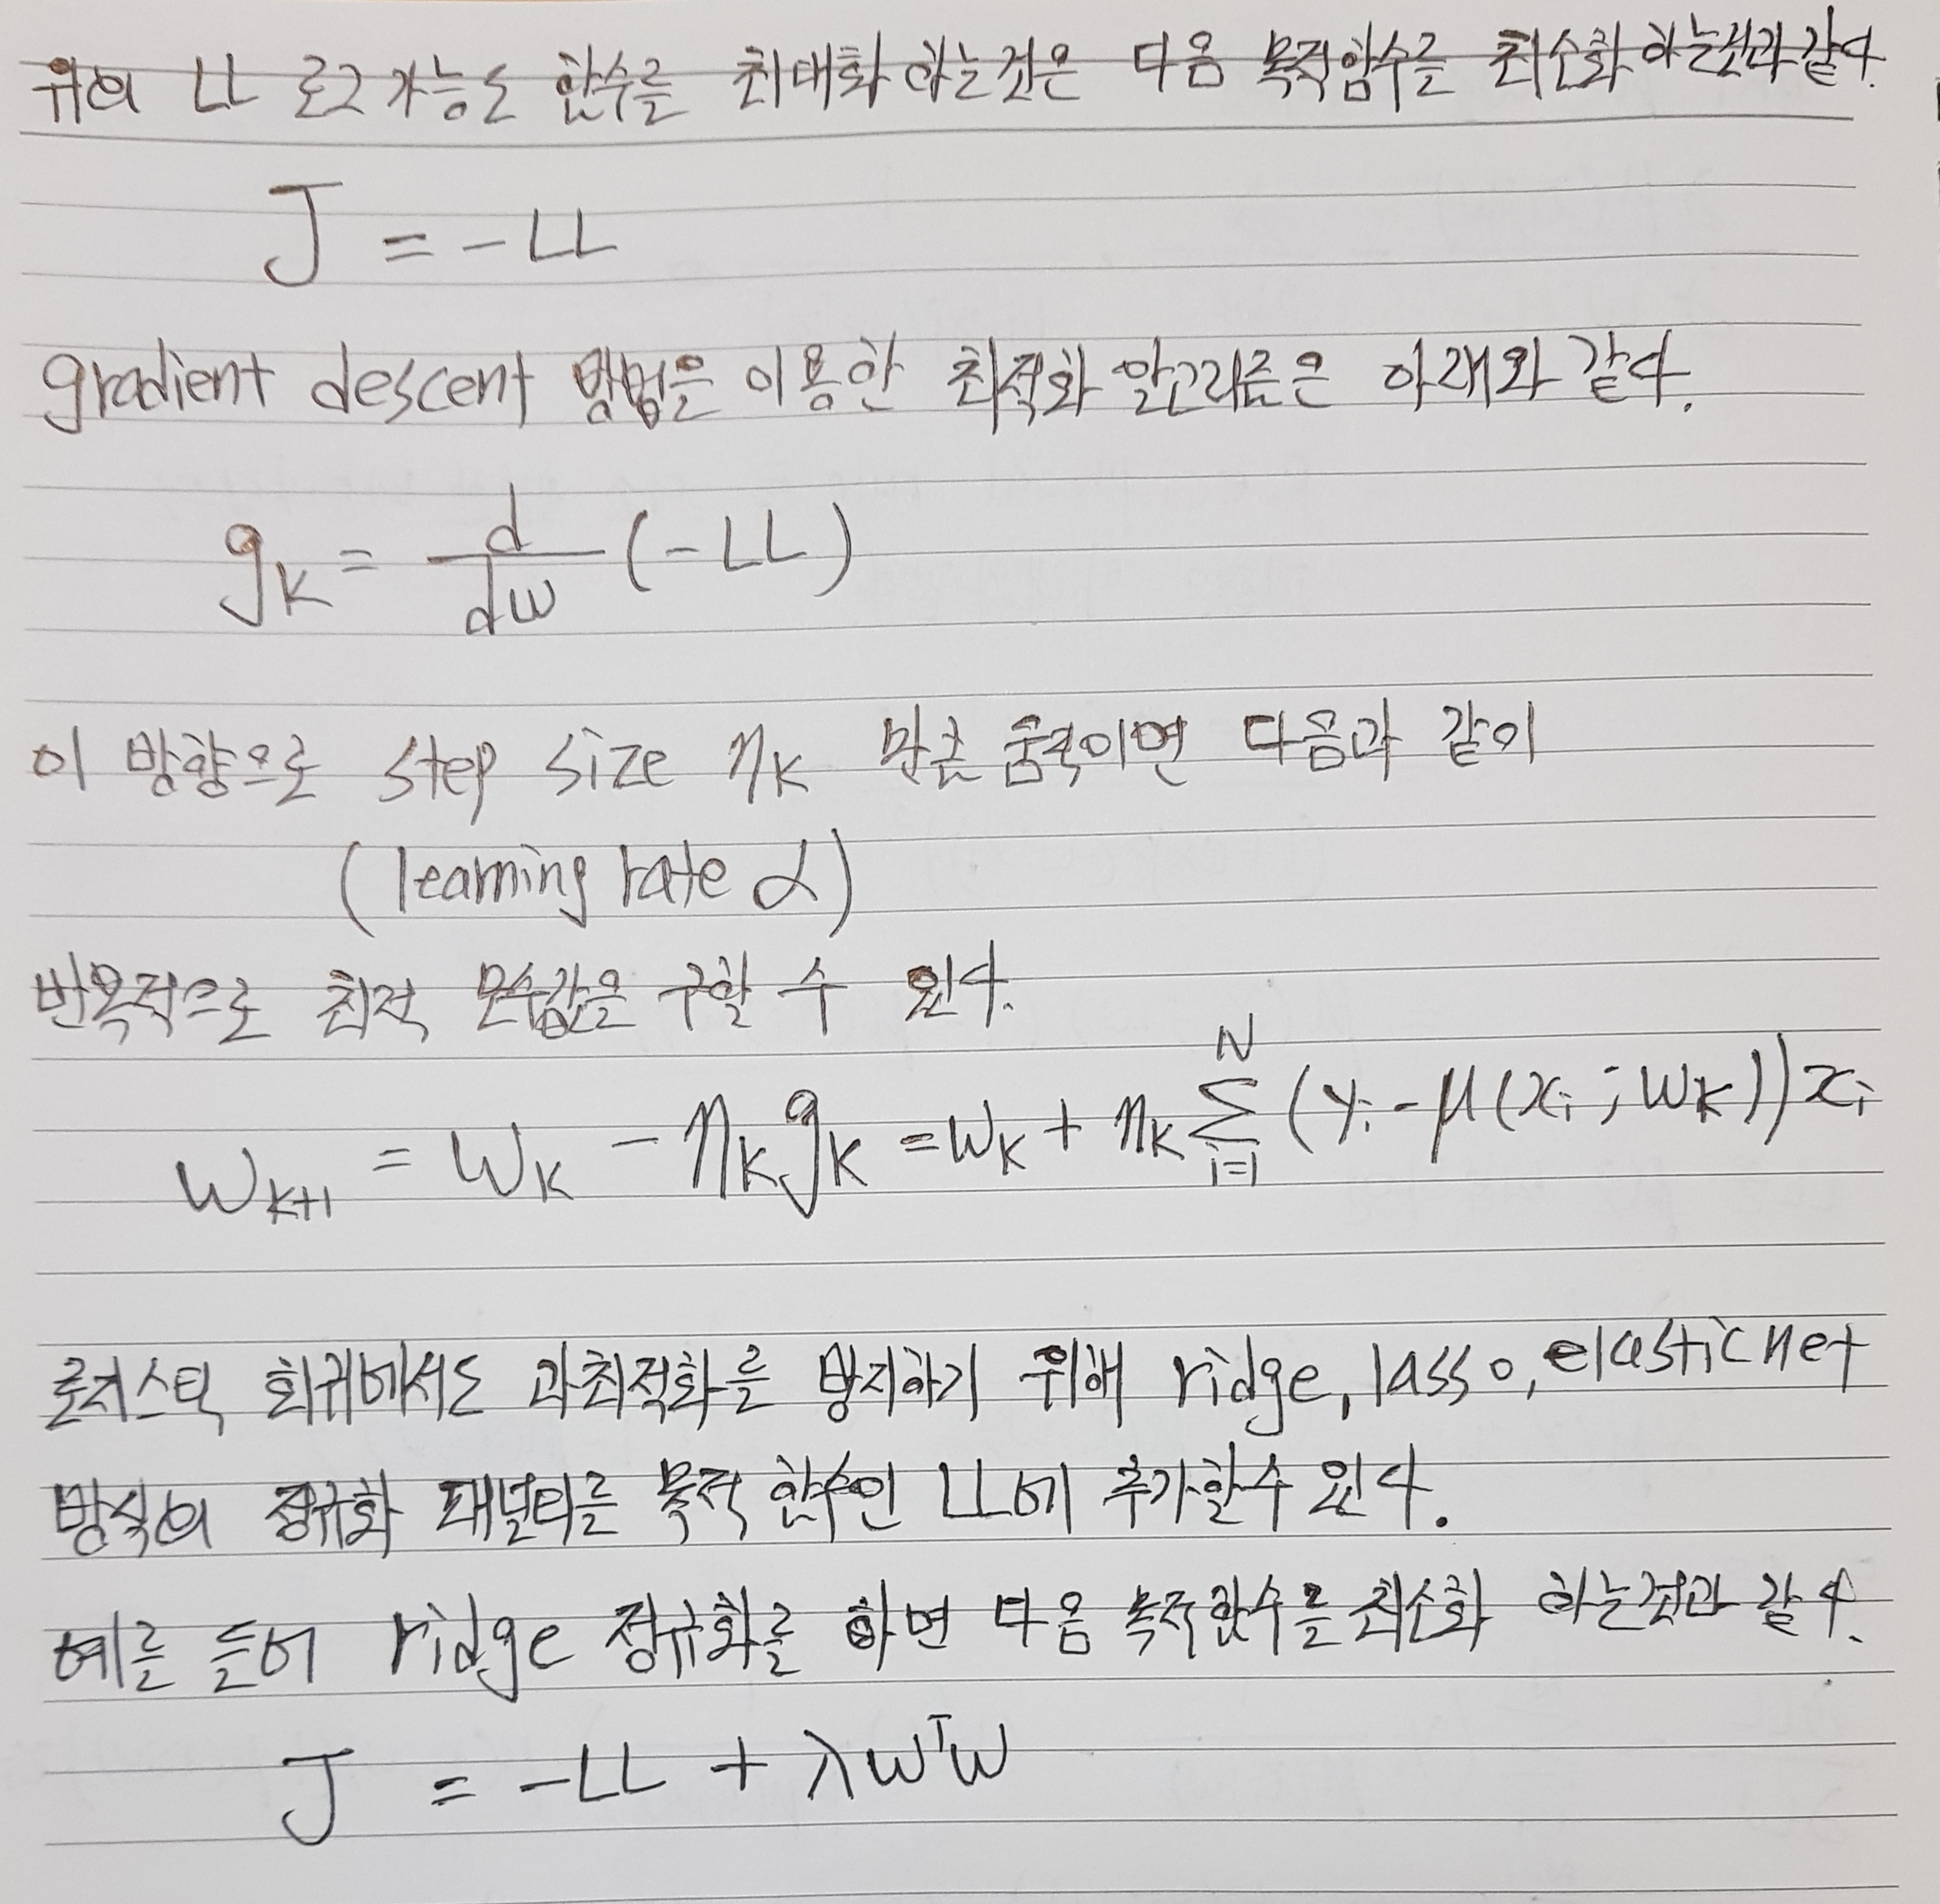 위의 LL 로그가능도 함수를 최대화 하는것은 다음 목적함수를 최소화 하는것과 같다.
J = -LL
gradient descent 방법을 이용한 최적화 알고리즘은 아래와 같다.
g_k = d/dw (-LL)
이 방향으로 step size η_k 만큼 움직이면 다음과 같이
(learning rate α)
반복적으로 최적 모수값을 구할 수 있다.
w_{k+1} = w_k - η_k g_k = w_k + η_k Σ_{i=1}^{N} (y_i - μ(x_i ; w_k)) x_i
로지스틱 회귀에서도 과최적화를 방지하기 위해 ridge, lasso, elastic net
방식의 정규화 패널티를 목적 함수인 LL에 추가할수 있다.
예를 들어 ridge 정규화를 하면 다음 목적함수를 최소화 하는것과 같다.
J = -LL + λw^T w